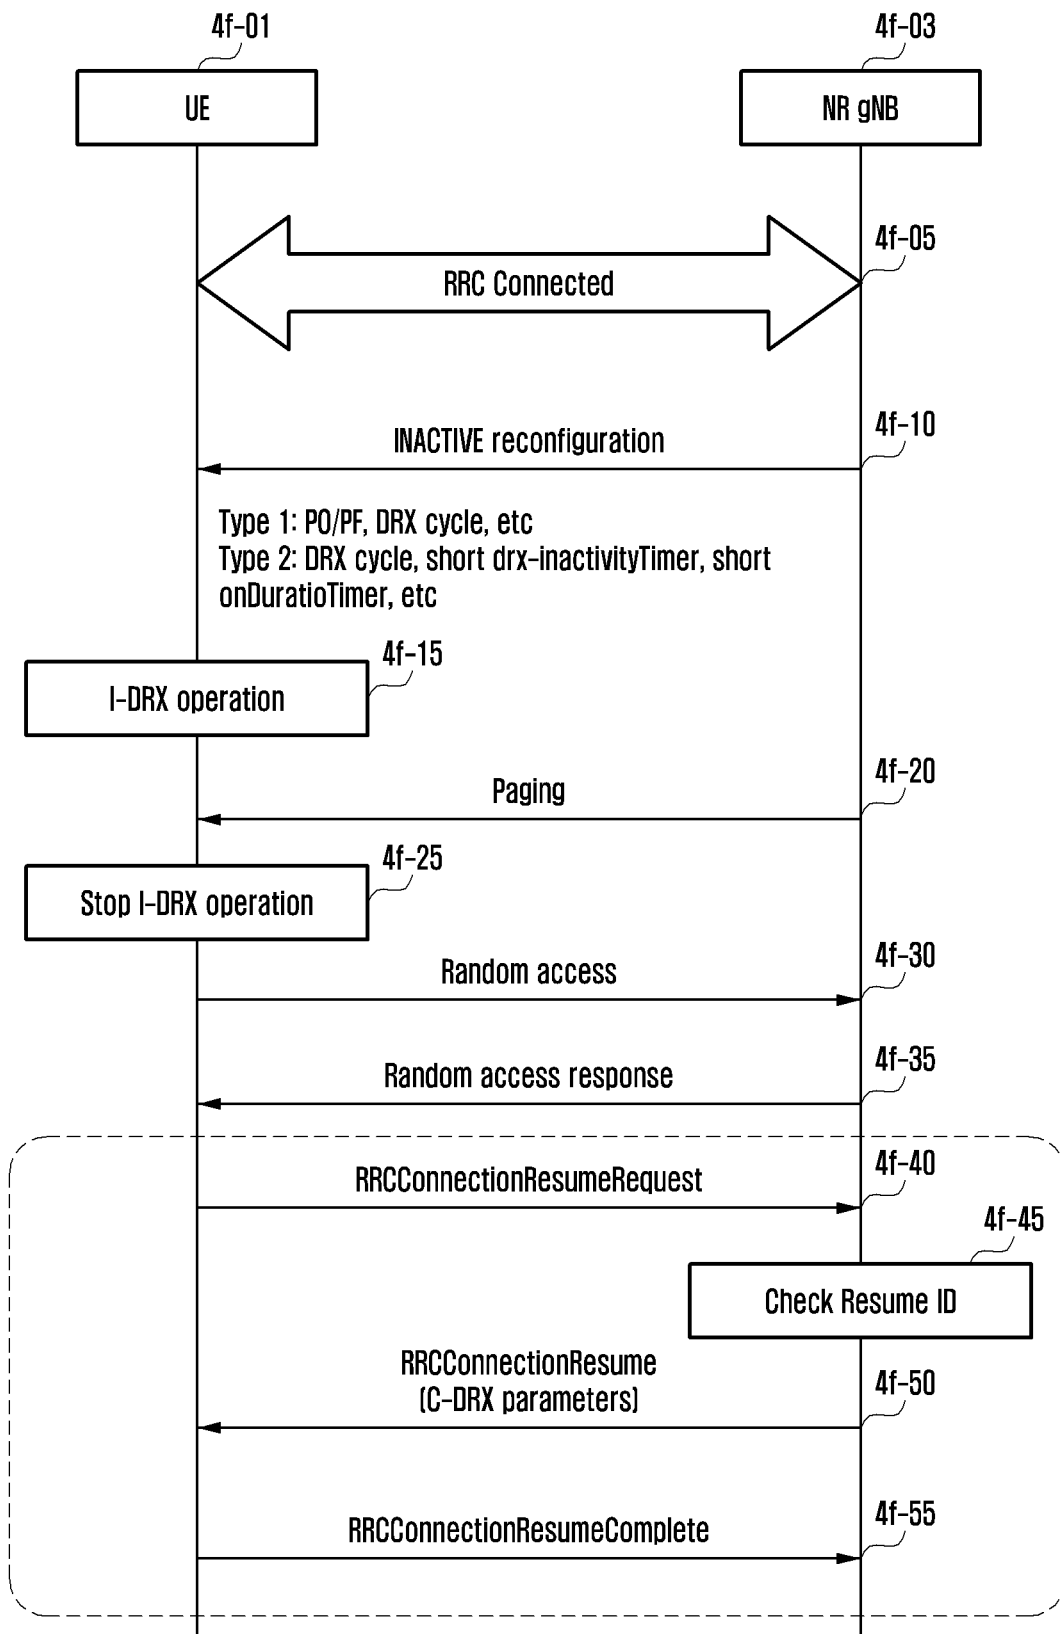 4f-01
4f-03
UE
NR gNB
4f-05
RRC Connected
4f-10
INACTIVE reconfiguration
Type 1: PO/PF, DRX cycle, etc
Type 2: DRX cycle, short drx-inactivityTimer, short
onDuratioTimer, etc
4f-15
I-DRX operation
4f-20
Paging
4f-25
Stop I-DRX operation
4f-30
Random access
4f-35
Random access response
4f-40
RRCConnectionResumeRequest
4f-45
Check Resume ID
RRCConnectionResume
(C-DRX parameters)
4f-50
4f-55
RRCConnectionResumeComplete